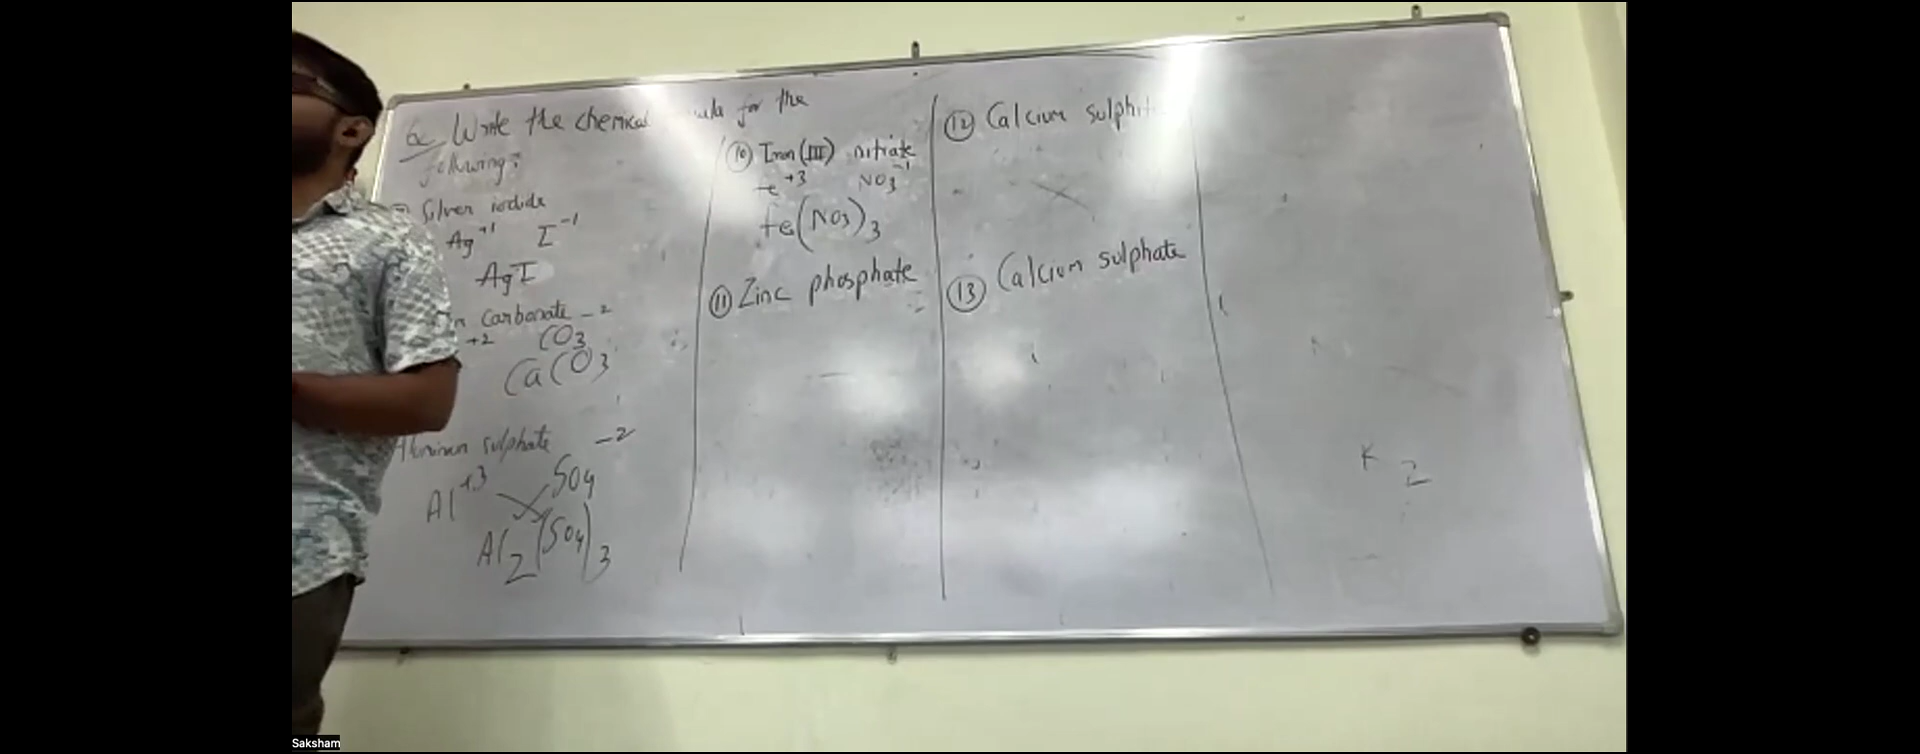 Q. Write the chemical for the
following:
Silver iodide
Ag+1 I-1
AgI
carbonate -2
+2 CO3
CaCO3
sulphate -2
Al+3 SO4
Al2(SO4)3
(10) Iron (III) nitrate
+3 NO3-1
Fe(NO3)3
(11) Zinc phosphate
(12) Calcium
(13) Calcium sulphate
K 2
Saksham